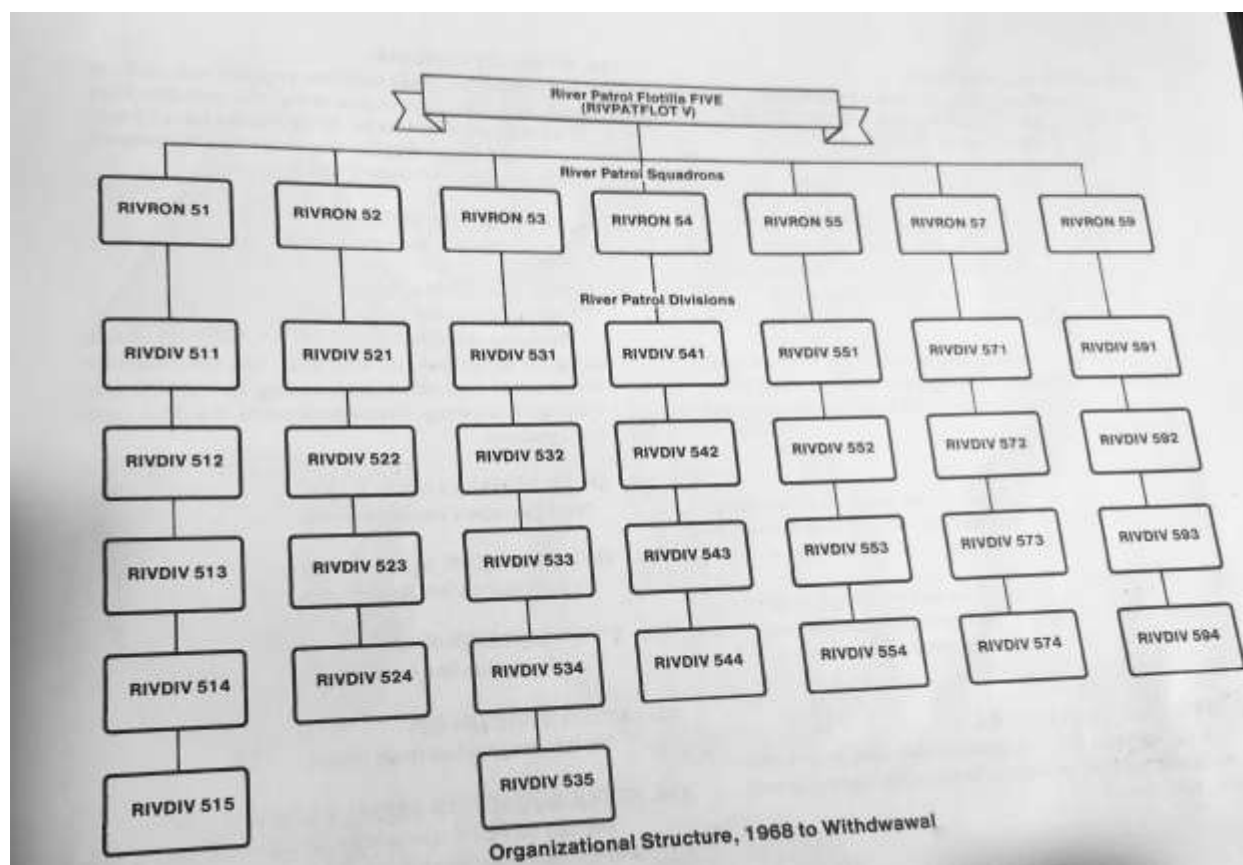 River Patrol Flotilla FIVE
(RIVPATFLOT V)
River Patrol Squadrons
RIVRON 51
RIVRON 52
RIVRON 53
RIVRON 54
RIVRON 55
RIVRON 57
RIVRON 59
River Patrol Divisions
RIVDIV 511
RIVDIV 521
RIVDIV 531
RIVDIV 541
RIVDIV 551
RIVDIV 571
RIVDIV 591
RIVDIV 512
RIVDIV 522
RIVDIV 532
RIVDIV 542
RIVDIV 552
RIVDIV 572
RIVDIV 592
RIVDIV 513
RIVDIV 523
RIVDIV 533
RIVDIV 543
RIVDIV 553
RIVDIV 573
RIVDIV 593
RIVDIV 514
RIVDIV 524
RIVDIV 534
RIVDIV 544
RIVDIV 554
RIVDIV 574
RIVDIV 594
RIVDIV 515
RIVDIV 535
Organizational Structure, 1968 to Withdwawal